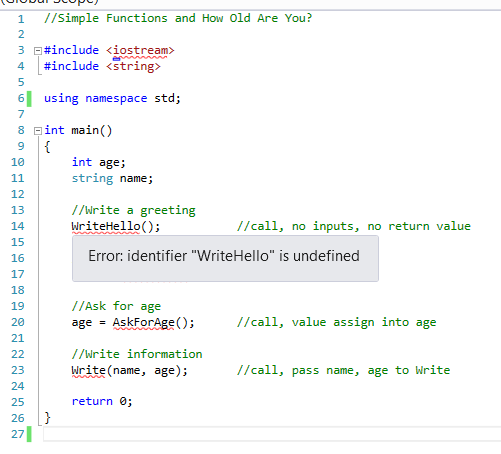 (Global Scope)
1 //Simple Functions and How Old Are You?
2
3 #include <iostream>
4 #include <string>
5
6 using namespace std;
7
8 int main()
9 {
10 int age;
11 string name;
12
13 //Write a greeting
14 WriteHello(); //call, no inputs, no return value
15
Error: identifier "WriteHello" is undefined
16
17
18
19 //Ask for age
20 age = AskForAge(); //call, value assign into age
21
22 //Write information
23 Write(name, age); //call, pass name, age to Write
24
25 return 0;
26 }
27